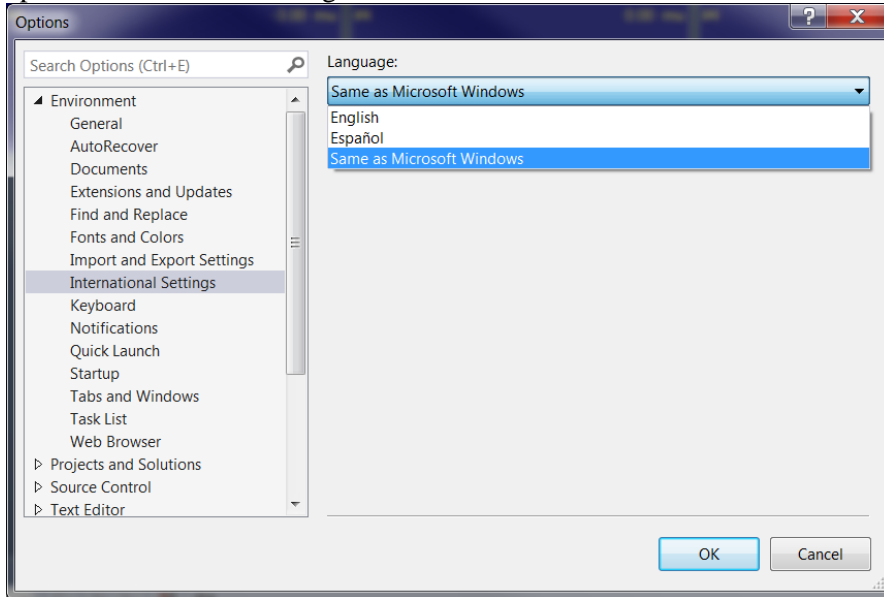 Options
? X
Search Options (Ctrl+E)
Environment
General
AutoRecover
Documents
Extensions and Updates
Find and Replace
Fonts and Colors
Import and Export Settings
International Settings
Keyboard
Notifications
Quick Launch
Startup
Tabs and Windows
Task List
Web Browser
Projects and Solutions
Source Control
Text Editor
Language:
Same as Microsoft Windows
English
Español
Same as Microsoft Windows
OK
Cancel